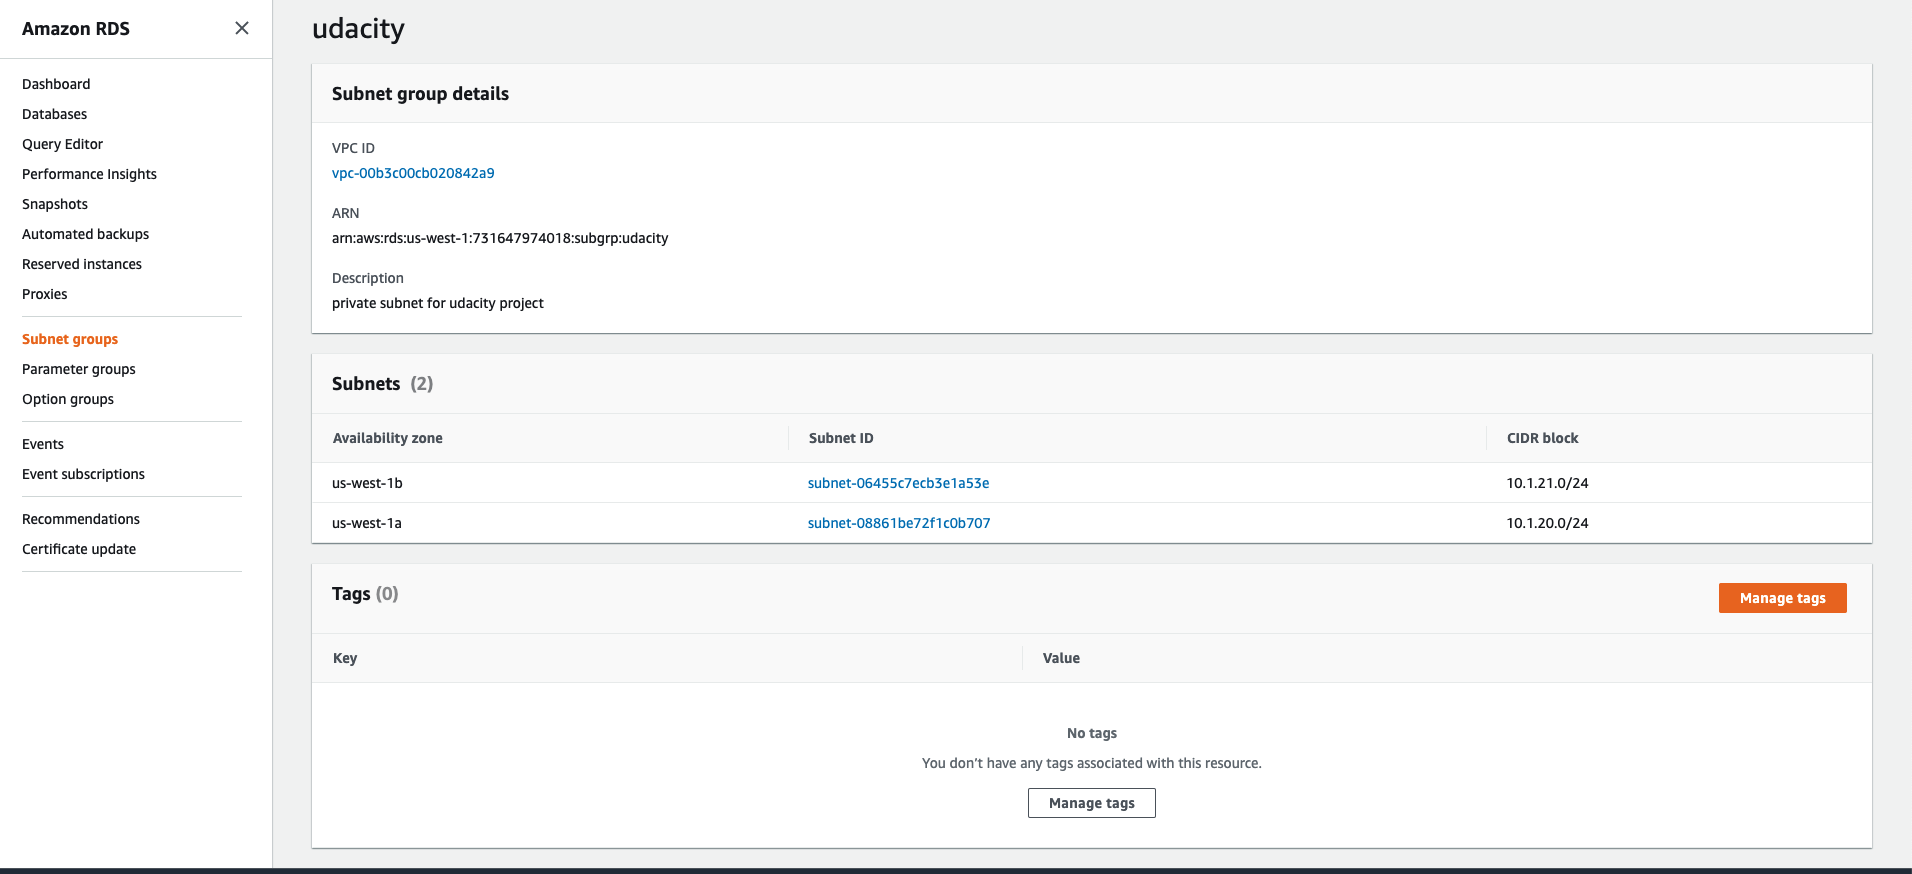 Amazon RDS
Dashboard
Databases
Query Editor
Performance Insights
Snapshots
Automated backups
Reserved instances
Proxies
Subnet groups
Parameter groups
Option groups
Events
Event subscriptions
Recommendations
Certificate update
udacity
Subnet group details
VPC ID
vpc-00b3c00cb020842a9
ARN
arn:aws:rds:us-west-1:731647974018:subgrp:udacity
Description
private subnet for udacity project
Subnets (2)
Availability zone Subnet ID CIDR block
us-west-1b subnet-06455c7ecb3e1a53e 10.1.21.0/24
us-west-1a subnet-08861be72f1c0b707 10.1.20.0/24
Tags (0) Manage tags
Key Value
No tags
You don't have any tags associated with this resource.
Manage tags